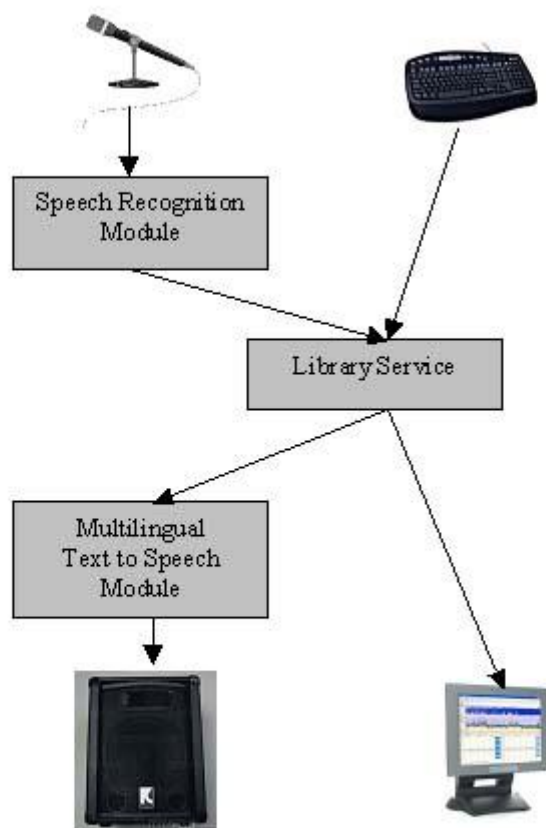 Speech Recognition
Module
Library Service
Multilingual
Text to Speech
Module